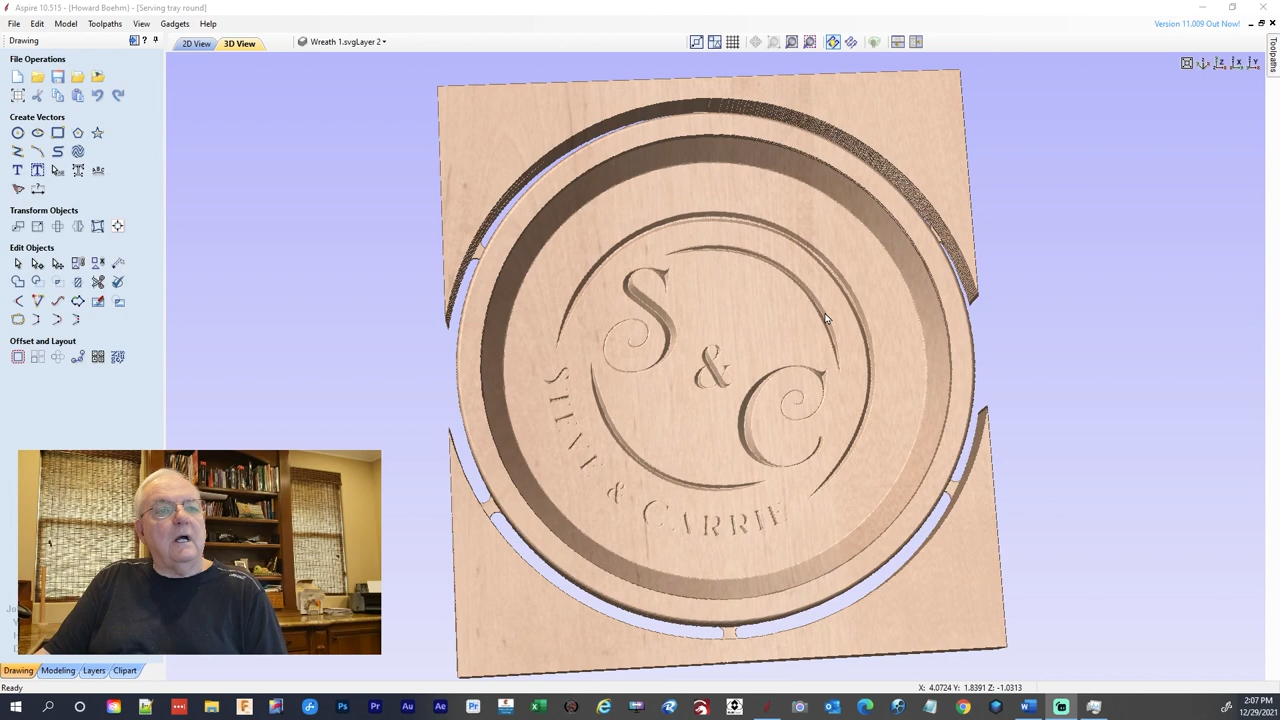 Aspire 10.515 - {Howard Boehm} - [Serving tray round]
File Edit Model Toolpaths View Gadgets Help
Version 11.009 Out Now!
Drawing
2D View 3D View
Wreath 1.svgLayer 2
Toolpaths
File Operations
Create Vectors
Transform Objects
Edit Objects
Offset and Layout
S
&
C
STEVE & CARRIE
Drawing Modeling Layers Clipart
Ready
X: 4.0724 Y: 1.8391 Z: -1.0313
2:07 PM
12/29/2021